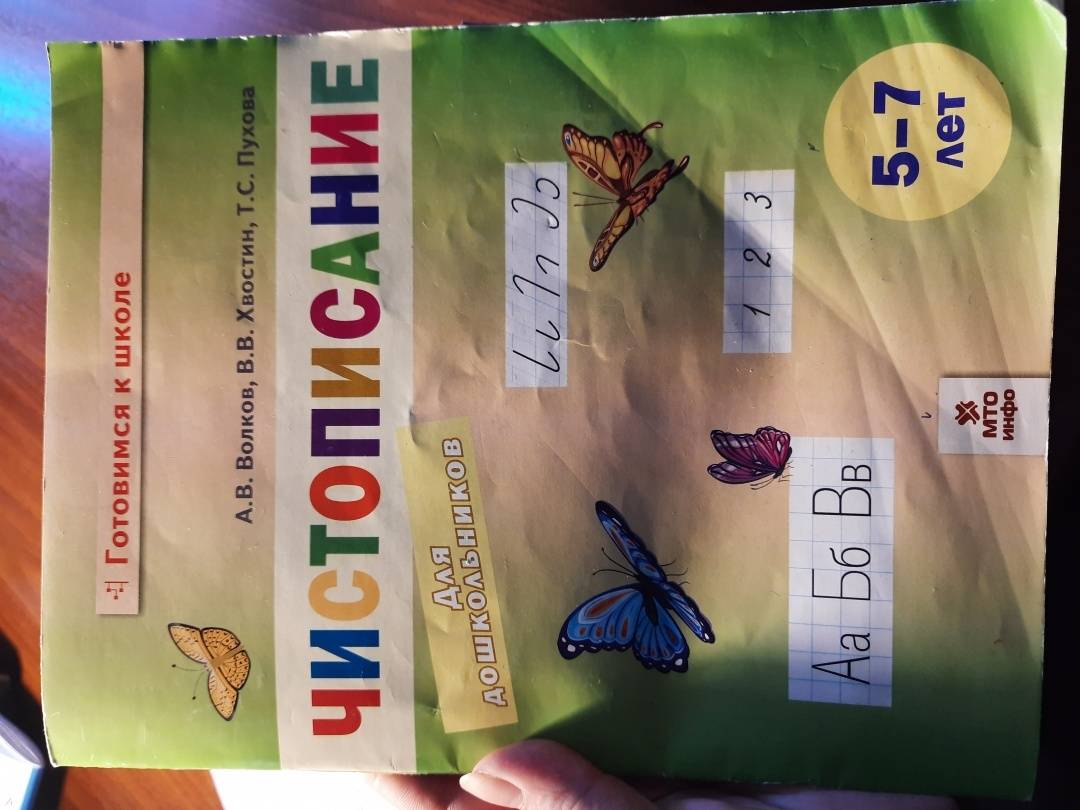 Готовимся к школе
А.В. Волков, В.В. Хвостин, Т.С. Пухова
ЧИСТОПИСАНИЕ
ДЛЯ
ДОШКОЛЬНИКОВ
1 2 3
Аа Бб Вв
5–7
лет
МТО
инфо